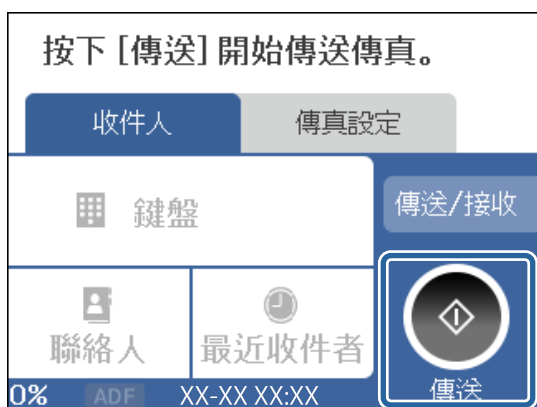 按下 [傳送] 開始傳送傳真。
收件人
傳真設定
鍵盤
傳送/接收
聯絡人
最近收件者
傳送
0%
ADF
XX-XX XX:XX